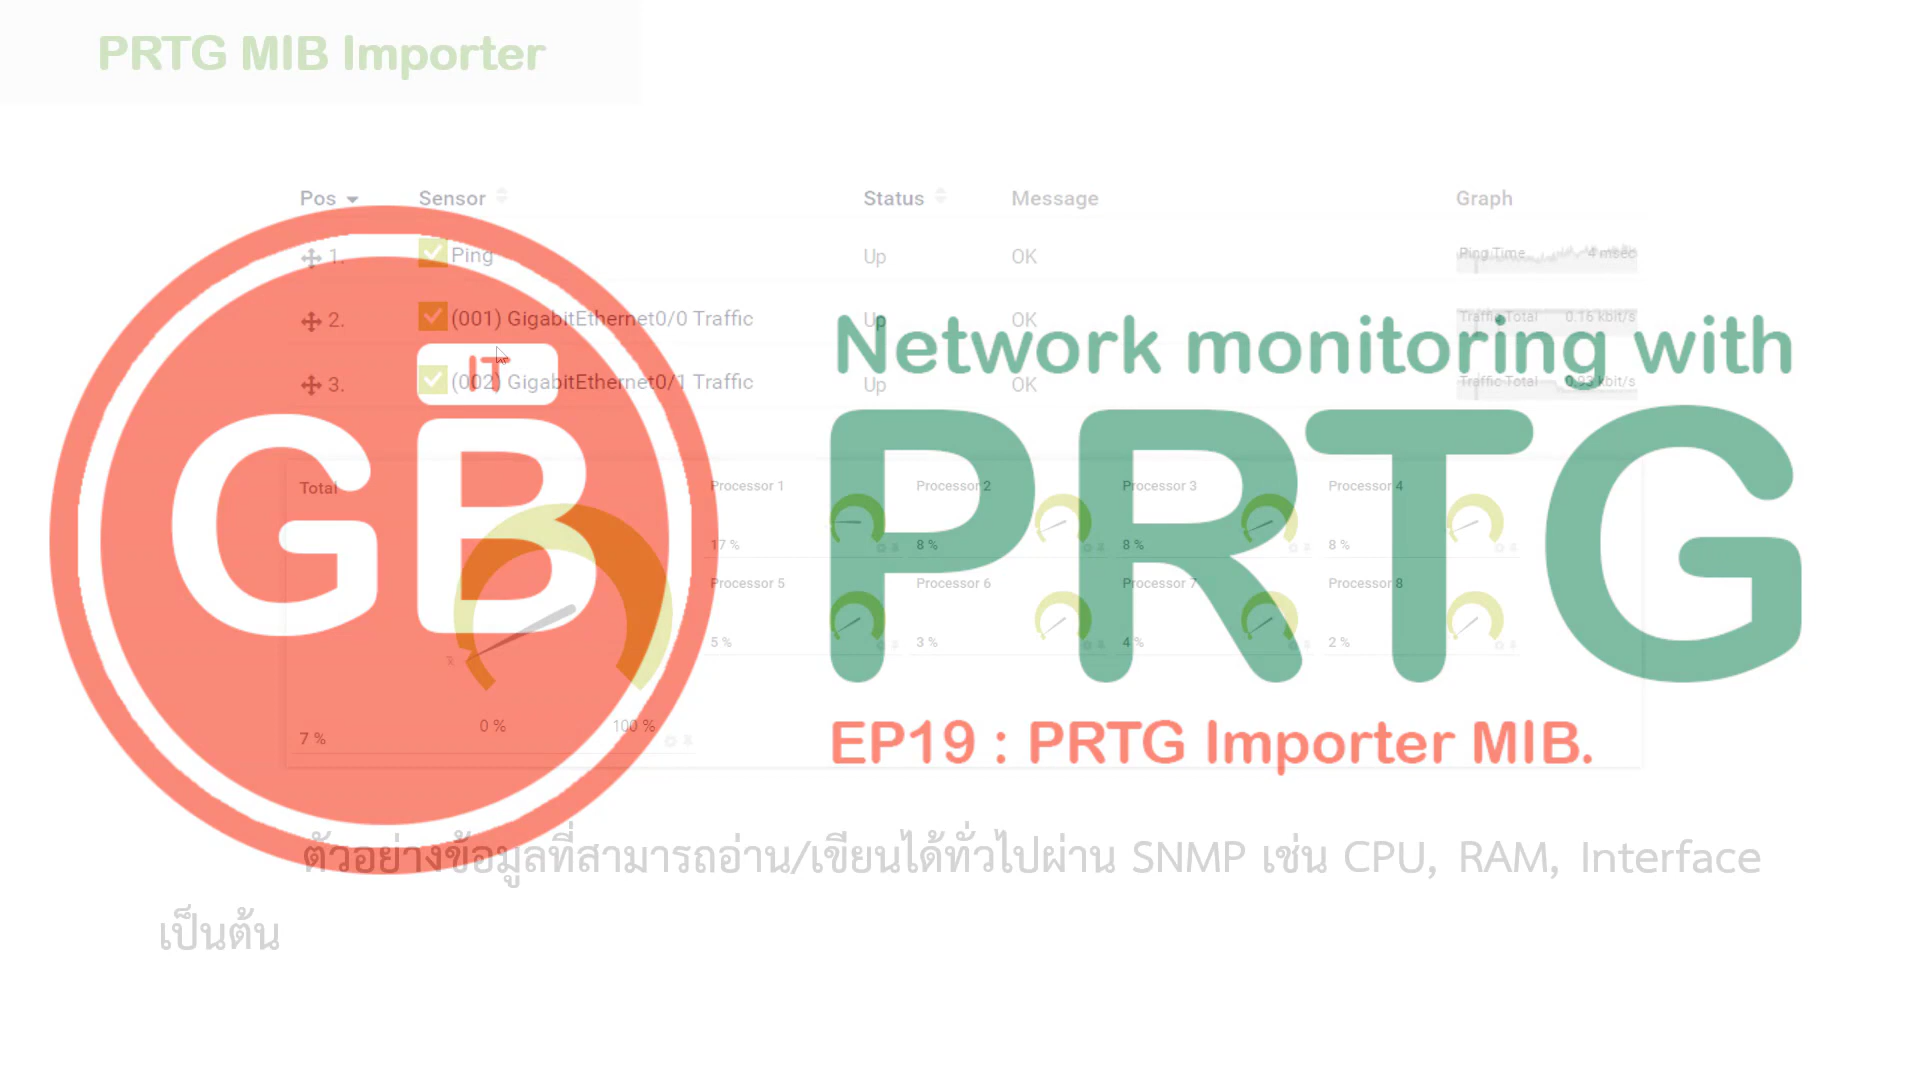 PRTG MIB Importer
Pos Sensor Status Message Graph
1. Ping Up OK Ping Time 4 msec
2. (001) GigabitEthernet0/0 Traffic Up OK Traffic Total 0.16 kbit/s
3. (002) GigabitEthernet0/1 Traffic Up OK Traffic Total 0.93 kbit/s
IT
GB
Network monitoring with
PRTG
EP19 : PRTG Importer MIB.
Total
0 % 100 %
7 %
Processor 1 Processor 2 Processor 3 Processor 4
17 % 8 % 8 % 8 %
Processor 5 Processor 6 Processor 7 Processor 8
5 % 3 % 4 % 2 %
ตัวอย่างข้อมูลที่สามารถอ่าน/เขียนได้ทั่วไปผ่าน SNMP เช่น CPU, RAM, Interface
เป็นต้น